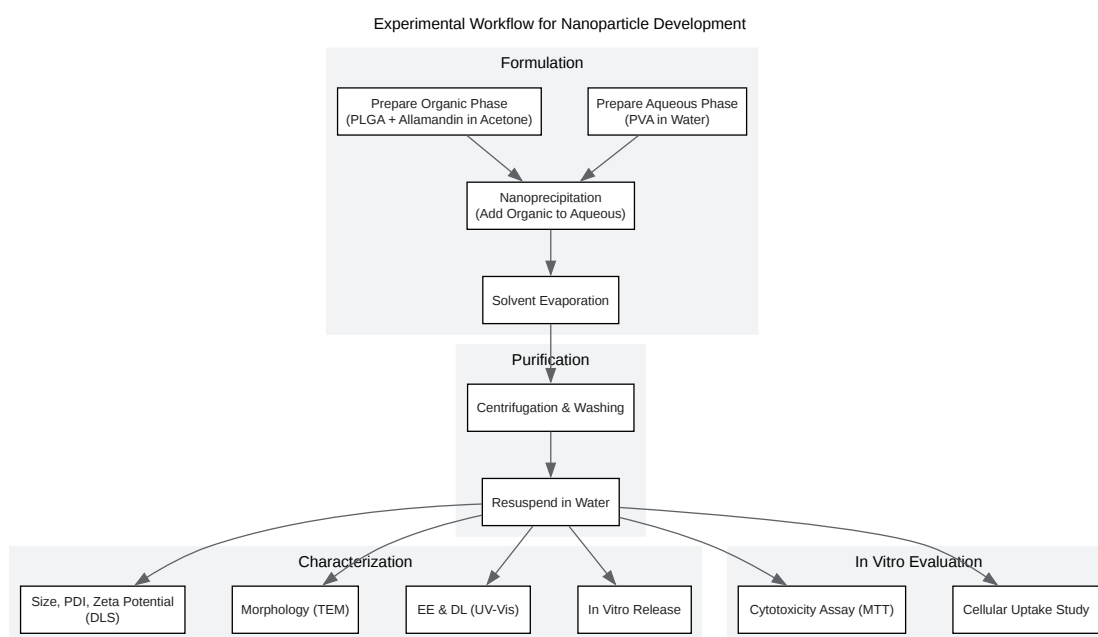 Experimental Workflow for Nanoparticle Development
Formulation
Prepare Organic Phase
(PLGA + Allamandin in Acetone)
Prepare Aqueous Phase
(PVA in Water)
Nanoprecipitation
(Add Organic to Aqueous)
Solvent Evaporation
Purification
Centrifugation & Washing
Resuspend in Water
Characterization
Size, PDI, Zeta Potential
(DLS)
Morphology (TEM)
EE & DL (UV-Vis)
In Vitro Release
In Vitro Evaluation
Cytotoxicity Assay (MTT)
Cellular Uptake Study